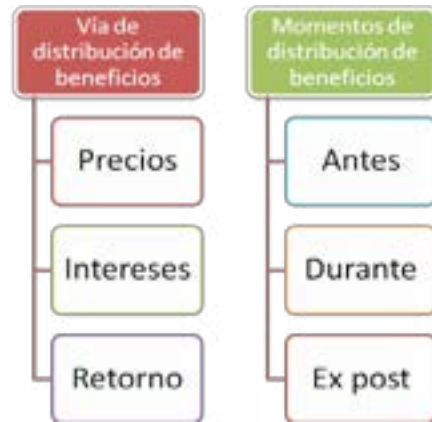 Vía de
distribución de
beneficios
Precios
Intereses
Retorno
Momentos de
distribución de
beneficios
Antes
Durante
Ex post